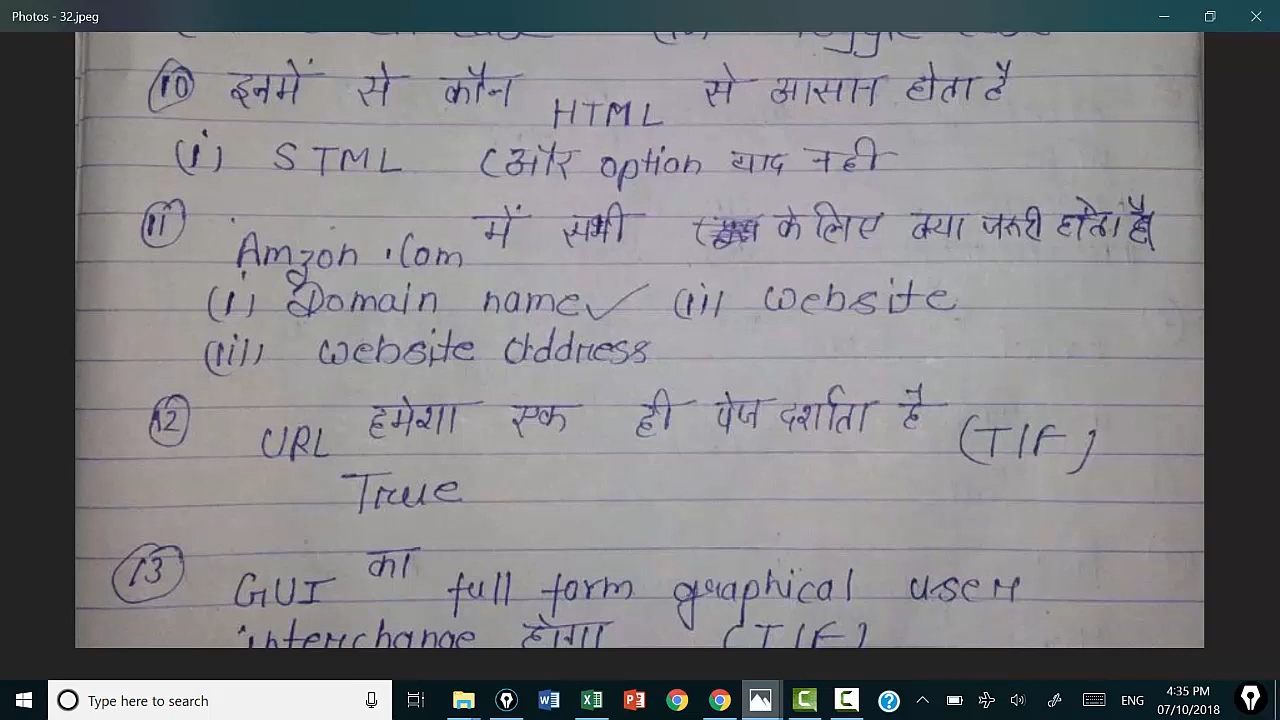 Photos - 32.jpeg
(10) इनमें से कौन HTML से आसान होता है
(i) STML (और option याद नही
(11) Amzon .Com में सभी के लिए क्या जरुरी होता है
(i) Domain name✓ (ii) website
(iii) website address
(12) URL हमेशा एक ही पेज दर्शाता है (T/F)
True
(13) GUI का full form graphical user
interchange होगा (T/F)
Type here to search
ENG
4:35 PM
07/10/2018